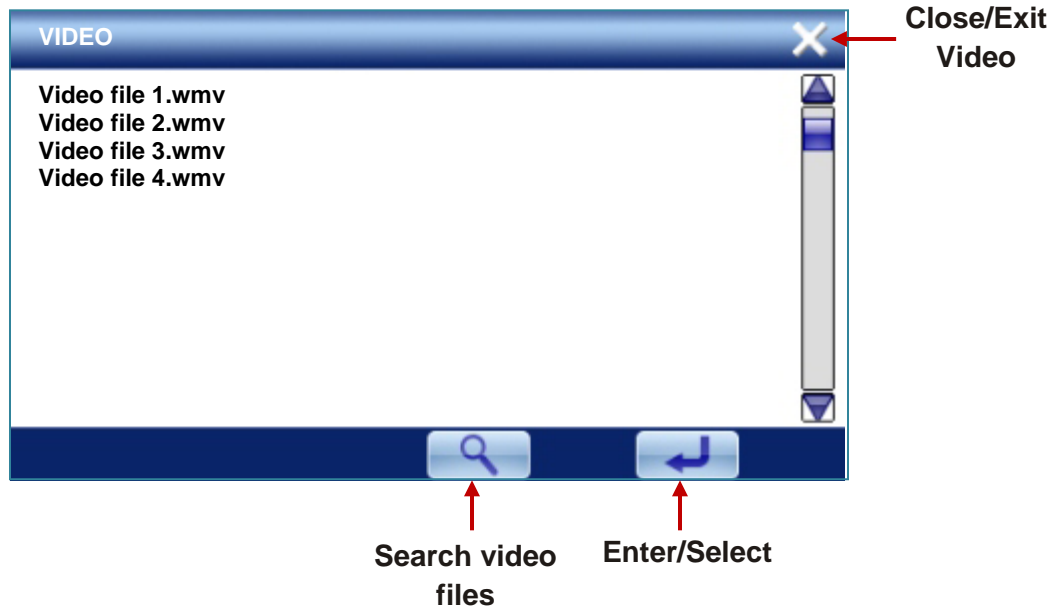 VIDEO
Close/Exit
Video
Video file 1.wmv
Video file 2.wmv
Video file 3.wmv
Video file 4.wmv
Search video
files
Enter/Select